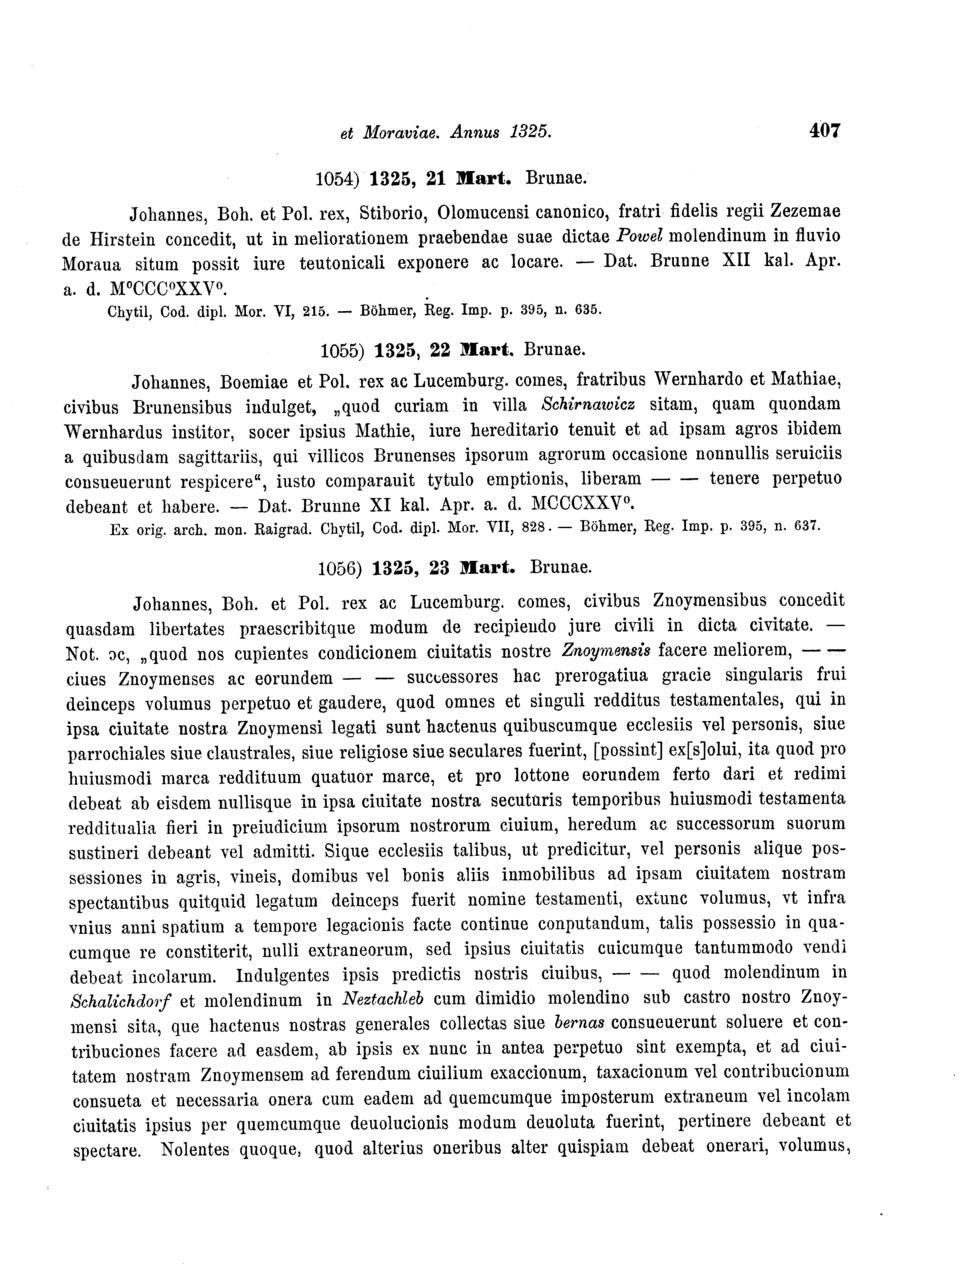 et Moraviae. Annus 1325. 407
1054) 1325, 21 Mart. Brunae.
Johannes, Boh. et Pol. rex, Stiborio, Olomucensi canonico, fratri fidelis regii Zezemae
de Hirstein concedit, ut in meliorationem praebendae suae dictae Powel molendinum in fluvio
Moraua situm possit iure teutonicali exponere ac locare. — Dat. Brunne XII kal. Apr.
a. d. MºCCCºXXVº.
Chytil, Cod. dipl. Mor. VI, 215. — Böhmer, Reg. Imp. p. 395, n. 635.
1055) 1325, 22 Mart. Brunae.
Johannes, Boemiae et Pol. rex ac Lucemburg. comes, fratribus Wernhardo et Mathiae,
civibus Brunensibus indulget, „quod curiam in villa Schirnawicz sitam, quam quondam
Wernhardus institor, socer ipsius Mathie, iure hereditario tenuit et ad ipsam agros ibidem
a quibusdam sagittariis, qui villicos Brunenses ipsorum agrorum occasione nonnullis seruiciis
consueuerunt respicere“, iusto comparauit tytulo emptionis, liberam — — tenere perpetuo
debeant et habere. — Dat. Brunne XI kal. Apr. a. d. MCCCXXVº.
Ex orig. arch. mon. Raigrad. Chytil, Cod. dipl. Mor. VII, 828. — Böhmer, Reg. Imp. p. 395, n. 637.
1056) 1325, 23 Mart. Brunae.
Johannes, Boh. et Pol. rex ac Lucemburg. comes, civibus Znoymensibus concedit
quasdam libertates praescribitque modum de recipiendo jure civili in dicta civitate. —
Not. ɔc, „quod nos cupientes condicionem ciuitatis nostre Znoymensis facere meliorem, — —
ciues Znoymenses ac eorundem — — successores hac prerogatiua gracie singularis frui
deinceps volumus perpetuo et gaudere, quod omnes et singuli redditus testamentales, qui in
ipsa ciuitate nostra Znoymensi legati sunt hactenus quibuscumque ecclesiis vel personis, siue
parrochiales siue claustrales, siue religiose siue seculares fuerint, [possint] ex[s]olui, ita quod pro
huiusmodi marca reddituum quatuor marce, et pro lottone eorundem ferto dari et redimi
debeat ab eisdem nullisque in ipsa ciuitate nostra secuturis temporibus huiusmodi testamenta
redditualia fieri in preiudicium ipsorum nostrorum ciuium, heredum ac successorum suorum
sustineri debeant vel admitti. Sique ecclesiis talibus, ut predicitur, vel personis alique pos-
sessiones in agris, vineis, domibus vel bonis aliis inmobilibus ad ipsam ciuitatem nostram
spectantibus quitquid legatum deinceps fuerit nomine testamenti, extunc volumus, vt infra
vnius anni spatium a tempore legacionis facte continue conputandum, talis possessio in qua-
cumque re constiterit, nulli extraneorum, sed ipsius ciuitatis cuicumque tantummodo vendi
debeat incolarum. Indulgentes ipsis predictis nostris ciuibus, — — quod molendinum in
Schalichdorf et molendinum in Neztachleb cum dimidio molendino sub castro nostro Znoy-
mensi sita, que hactenus nostras generales collectas siue bernas consueuerunt soluere et con-
tribuciones facere ad easdem, ab ipsis ex nunc in antea perpetuo sint exempta, et ad ciui-
tatem nostram Znoymensem ad ferendum ciuilium exaccionum, taxacionum vel contribucionum
consueta et necessaria onera cum eadem ad quemcumque imposterum extraneum vel incolam
ciuitatis ipsius per quemcumque deuolucionis modum deuoluta fuerint, pertinere debeant et
spectare. Nolentes quoque, quod alterius oneribus alter quispiam debeat onerari, volumus,